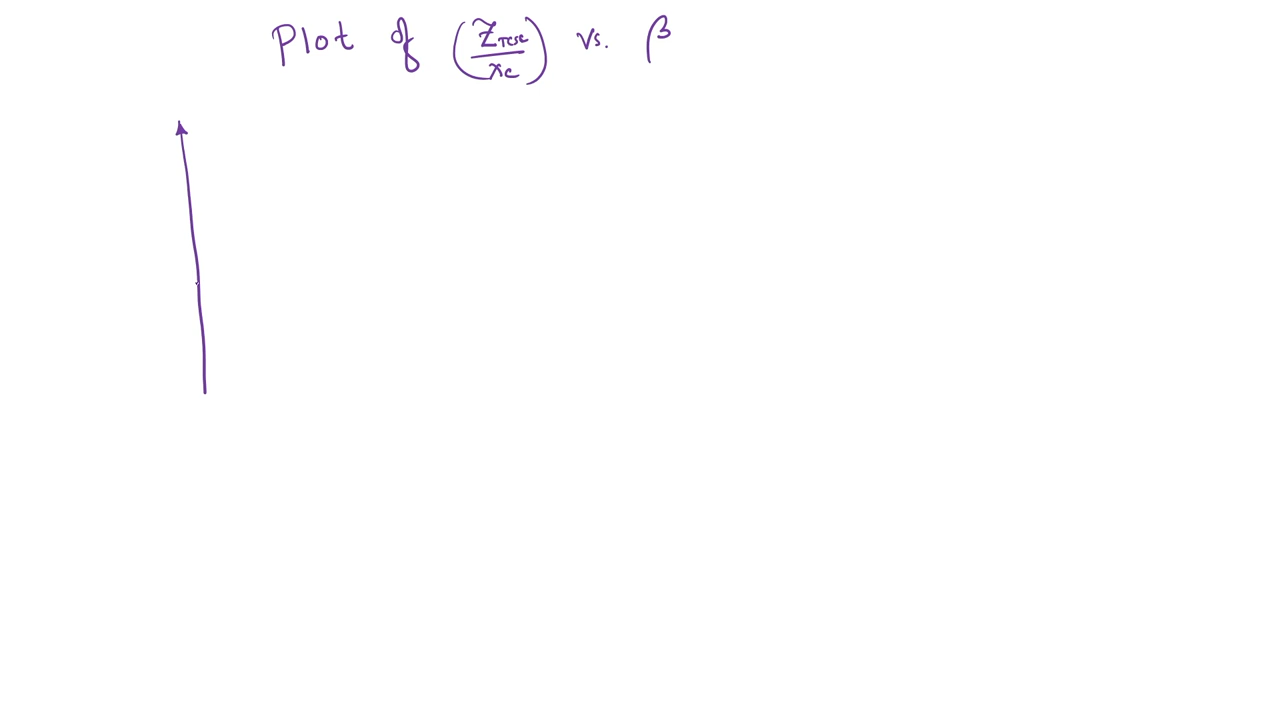 Plot of (Z_TCSC / X_C) vs. β